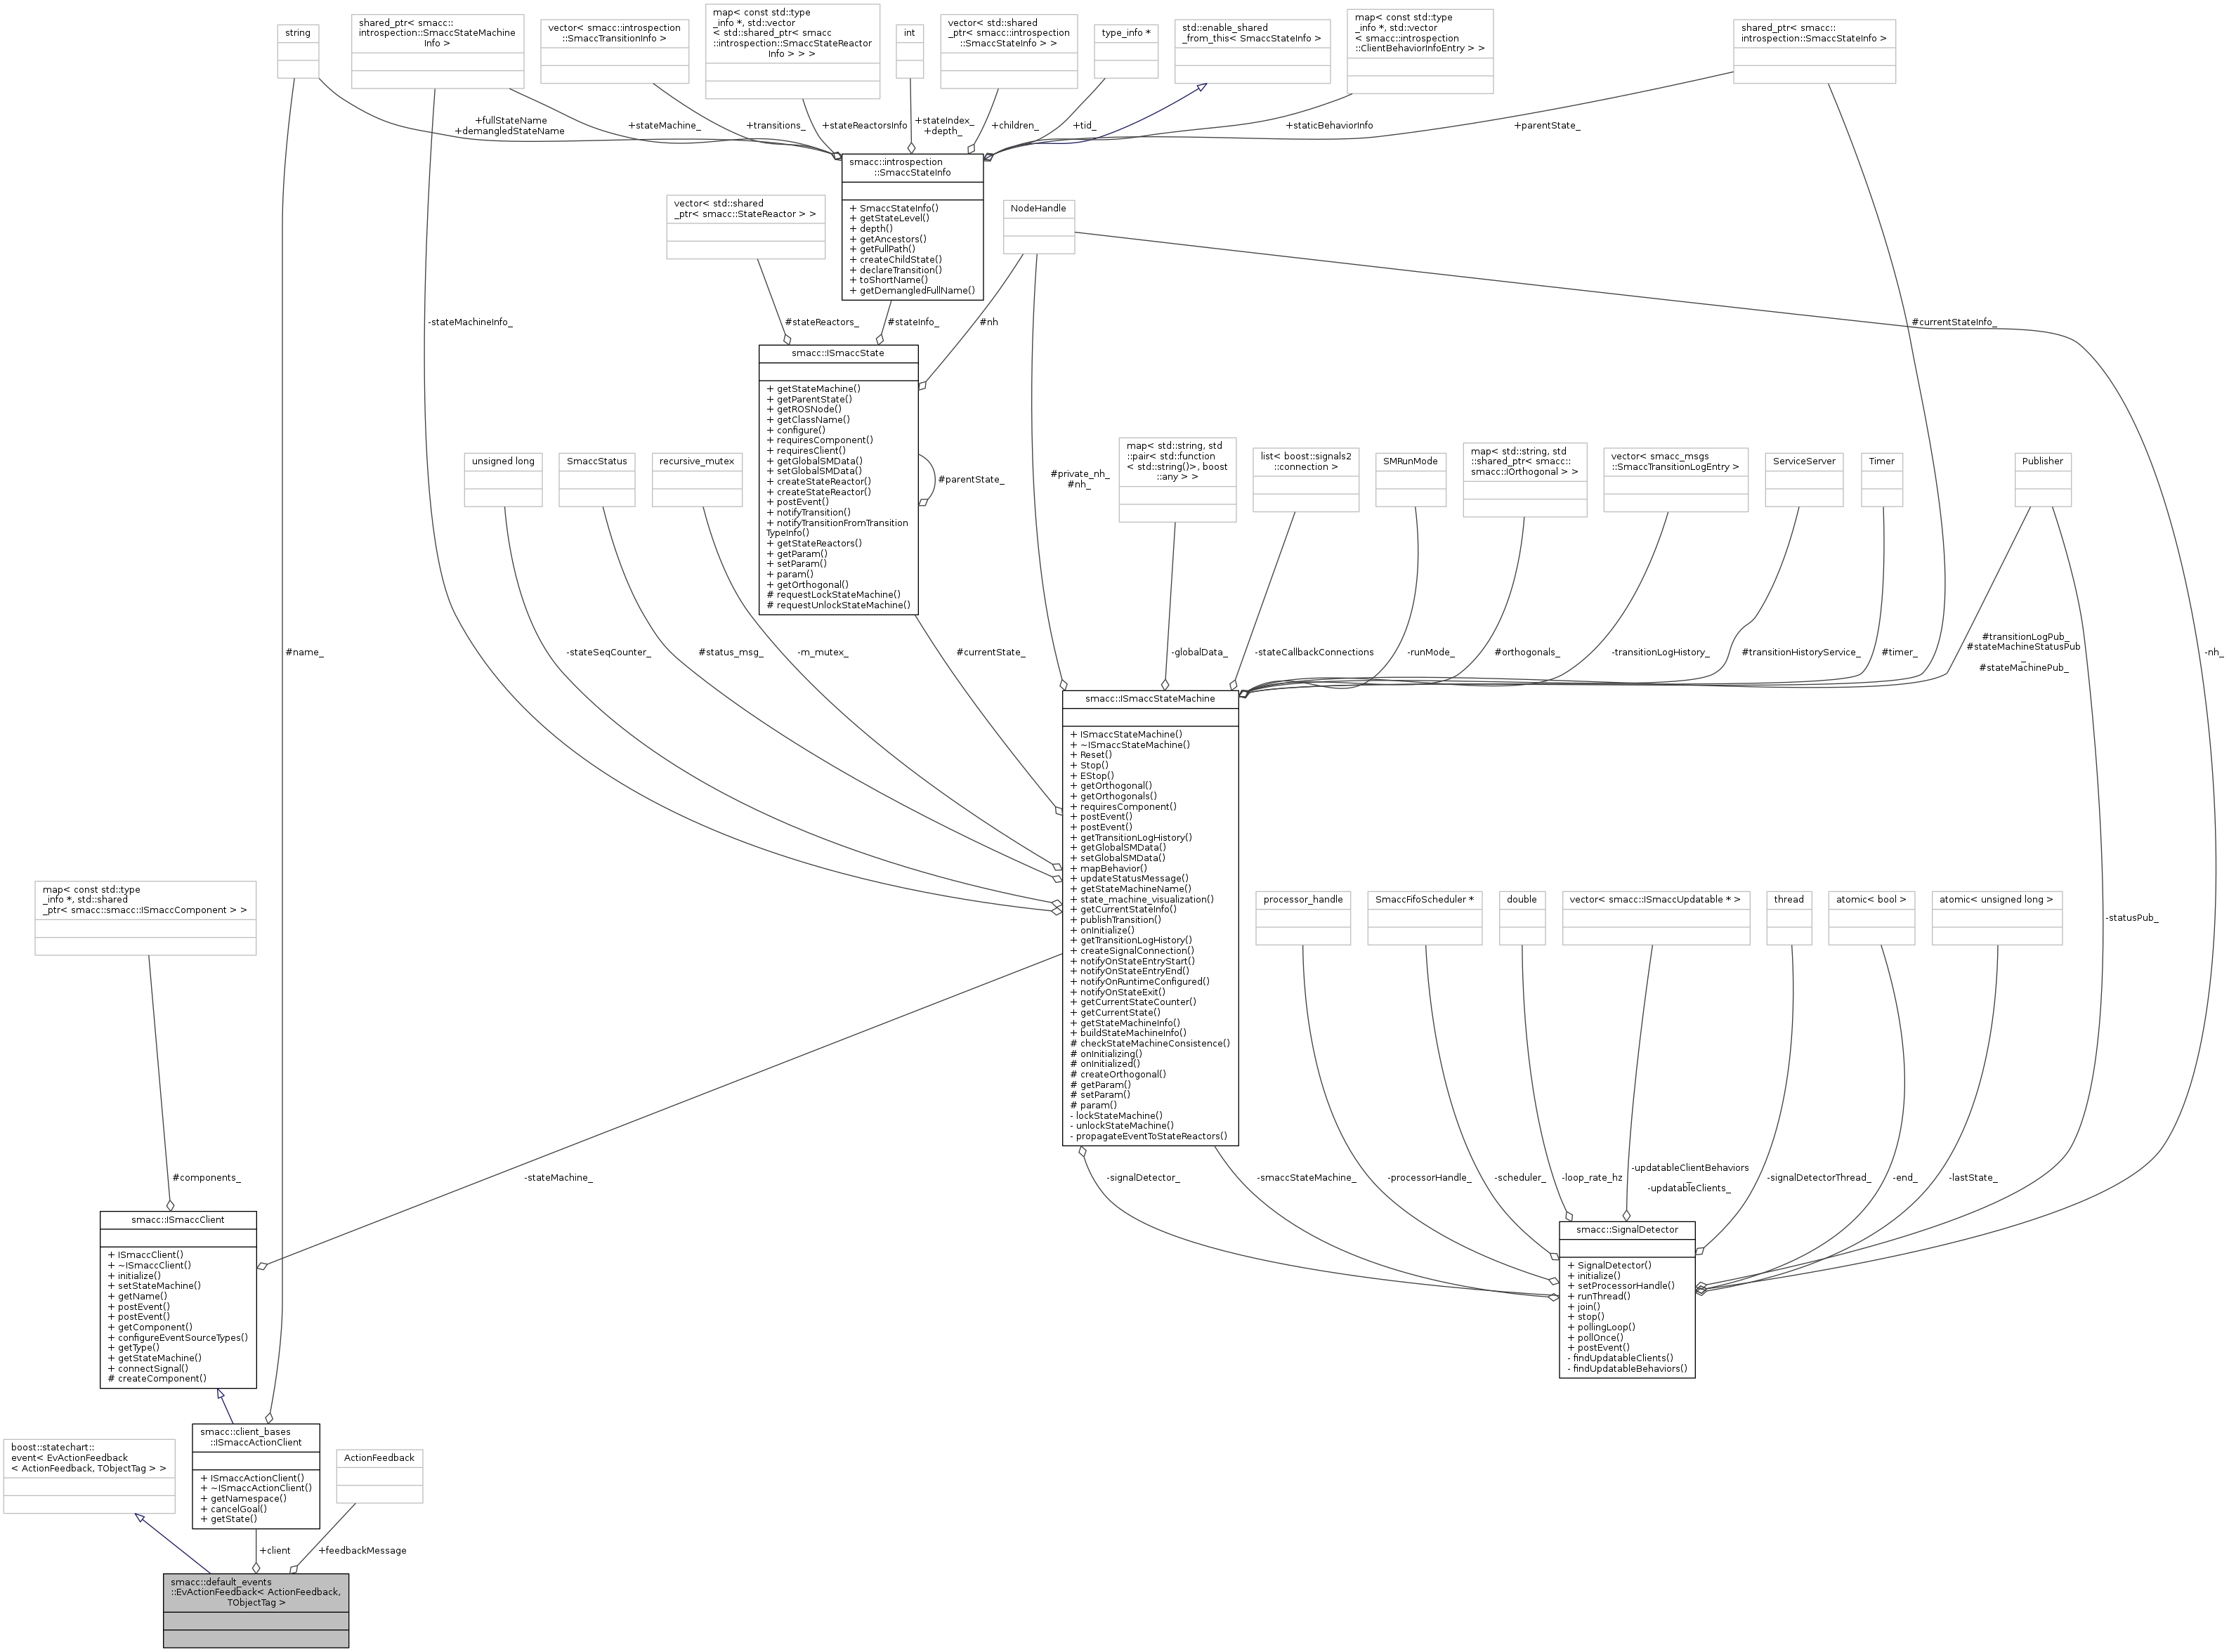 string
shared_ptr< smacc::
introspection::SmaccStateMachine
Info >
vector< smacc::introspection
::SmaccTransitionInfo >
map< const std::type
_info *, std::vector
< std::shared_ptr< smacc
::introspection::SmaccStateReactor
Info > > >
int
vector< std::shared
_ptr< smacc::introspection
::SmaccStateInfo > >
type_info *
std::enable_shared
_from_this< SmaccStateInfo >
map< const std::type
_info *, std::vector
< smacc::introspection
::ClientBehaviorInfoEntry > >
shared_ptr< smacc::
introspection::SmaccStateInfo >
+fullStateName
+demangledStateName
+stateMachine_
+transitions_
+stateReactorsInfo
+stateIndex_
+depth_
+children_
+tid_
+staticBehaviorInfo
+parentState_
smacc::introspection
::SmaccStateInfo
+ SmaccStateInfo()
+ getStateLevel()
+ depth()
+ getAncestors()
+ getFullPath()
+ createChildState()
+ declareTransition()
+ toShortName()
+ getDemangledFullName()
vector< std::shared
_ptr< smacc::StateReactor > >
NodeHandle
-stateMachineInfo_
#stateReactors_
#stateInfo_
#nh
#currentStateInfo_
smacc::ISmaccState
+ getStateMachine()
+ getParentState()
+ getROSNode()
+ getClassName()
+ configure()
+ requiresComponent()
+ requiresClient()
+ getGlobalSMData()
+ setGlobalSMData()
+ createStateReactor()
+ createStateReactor()
+ postEvent()
+ notifyTransition()
+ notifyTransitionFromTransition
TypeInfo()
+ getStateReactors()
+ getParam()
+ setParam()
+ param()
+ getOrthogonal()
# requestLockStateMachine()
# requestUnlockStateMachine()
#parentState_
#private_nh_
#nh_
unsigned long
SmaccStatus
recursive_mutex
map< std::string, std
::pair< std::function
< std::string()>, boost
::any > >
list< boost::signals2
::connection >
SMRunMode
map< std::string, std
::shared_ptr< smacc::
smacc::IOrthogonal > >
vector< smacc_msgs
::SmaccTransitionLogEntry >
ServiceServer
Timer
Publisher
#name_
-stateSeqCounter_
#status_msg_
-m_mutex_
#currentState_
-globalData_
-stateCallbackConnections
-runMode_
#orthogonals_
-transitionLogHistory_
#transitionHistoryService_
#timer_
#transitionLogPub_
#stateMachineStatusPub
_
#stateMachinePub_
-nh_
smacc::ISmaccStateMachine
+ ISmaccStateMachine()
+ ~ISmaccStateMachine()
+ Reset()
+ Stop()
+ EStop()
+ getOrthogonal()
+ getOrthogonals()
+ requiresComponent()
+ postEvent()
+ postEvent()
+ getTransitionLogHistory()
+ getGlobalSMData()
+ setGlobalSMData()
+ mapBehavior()
+ updateStatusMessage()
+ getStateMachineName()
+ state_machine_visualization()
+ getCurrentStateInfo()
+ publishTransition()
+ onInitialize()
+ getTransitionLogHistory()
+ createSignalConnection()
+ notifyOnStateEntryStart()
+ notifyOnStateEntryEnd()
+ notifyOnRuntimeConfigured()
+ notifyOnStateExit()
+ getCurrentStateCounter()
+ getCurrentState()
+ getStateMachineInfo()
+ buildStateMachineInfo()
# checkStateMachineConsistence()
# onInitializing()
# onInitialized()
# createOrthogonal()
# getParam()
# setParam()
# param()
- lockStateMachine()
- unlockStateMachine()
- propagateEventToStateReactors()
map< const std::type
_info *, std::shared
_ptr< smacc::smacc::ISmaccComponent > >
processor_handle
SmaccFifoScheduler *
double
vector< smacc::ISmaccUpdatable * >
thread
atomic< bool >
atomic< unsigned long >
-statusPub_
#components_
-stateMachine_
-signalDetector_
-smaccStateMachine_
-processorHandle_
-scheduler_
-loop_rate_hz
-updatableClientBehaviors
_
-updatableClients_
-signalDetectorThread_
-end_
-lastState_
smacc::ISmaccClient
+ ISmaccClient()
+ ~ISmaccClient()
+ initialize()
+ setStateMachine()
+ getName()
+ postEvent()
+ postEvent()
+ getComponent()
+ configureEventSourceTypes()
+ getType()
+ getStateMachine()
+ connectSignal()
# createComponent()
smacc::SignalDetector
+ SignalDetector()
+ initialize()
+ setProcessorHandle()
+ runThread()
+ join()
+ stop()
+ pollingLoop()
+ pollOnce()
+ postEvent()
- findUpdatableClients()
- findUpdatableBehaviors()
boost::statechart::
event< EvActionFeedback
< ActionFeedback, TObjectTag > >
smacc::client_bases
::ISmaccActionClient
+ ISmaccActionClient()
+ ~ISmaccActionClient()
+ getNamespace()
+ cancelGoal()
+ getState()
ActionFeedback
+client
+feedbackMessage
smacc::default_events
::EvActionFeedback< ActionFeedback,
TObjectTag >